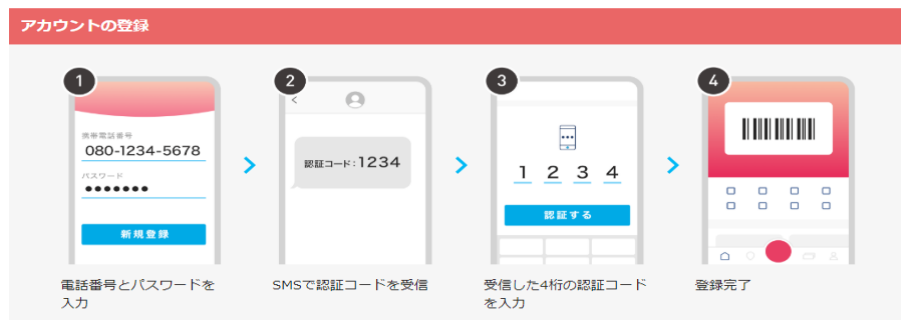 アカウントの登録
1
携帯電話番号
080-1234-5678
パスワード
新規登録
電話番号とパスワードを
入力
2
認証コード:1234
SMSで認証コードを受信
3
1 2 3 4
認証する
受信した4桁の認証コード
を入力
4
登録完了